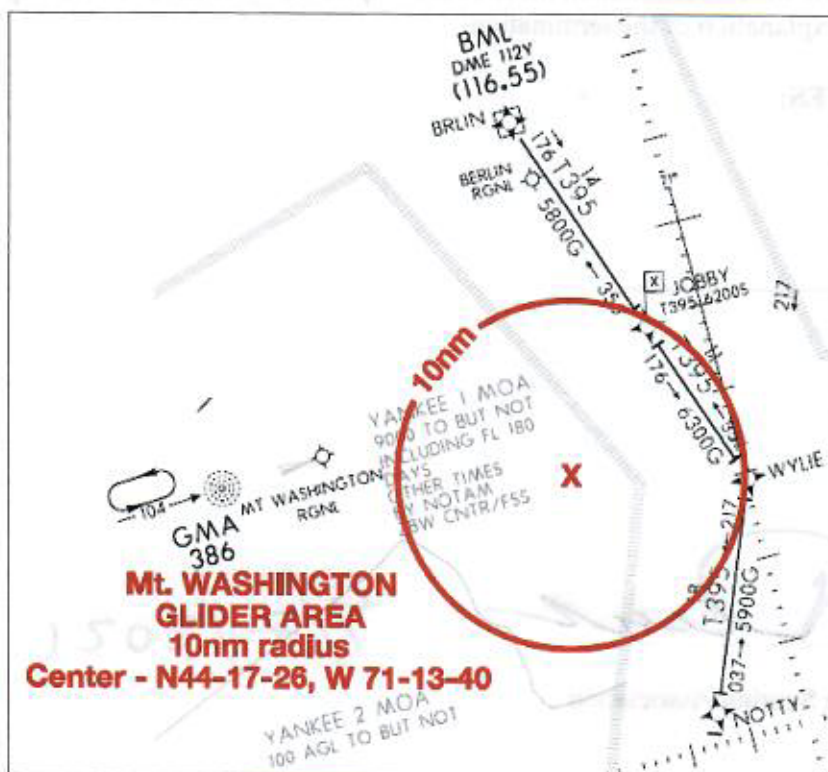 BML
DME 112Y
(116.55)
BRLIN
BERLIN
RGNL
176
14
T395
5800G
JOBBY
X
T395 6200S
217
10nm
T395
176
6300G
YANKEE 1 MOA
9000 TO BUT NOT
INCLUDING FL 180
DAYS
OTHER TIMES
BY NOTAM
CNTR/FSS
X
WYLIE
MT WASHINGTON
RGNL
104
GMA
386
217
T395
5900G
037
Mt. WASHINGTON
GLIDER AREA
10nm radius
Center - N44-17-26, W 71-13-40
NOTTY
YANKEE 2 MOA
100 AGL TO BUT NOT